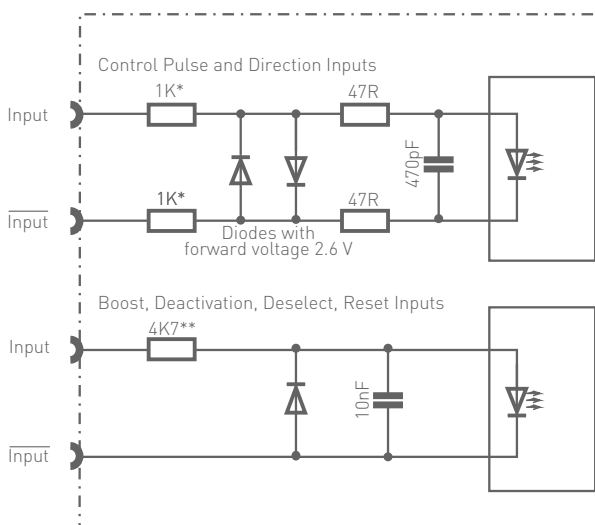 Control Pulse and Direction Inputs
1K*
47R
Input
470pF
Input
1K*
47R
Diodes with
forward voltage 2.6 V
Boost, Deactivation, Deselect, Reset Inputs
4K7**
Input
10nF
Input